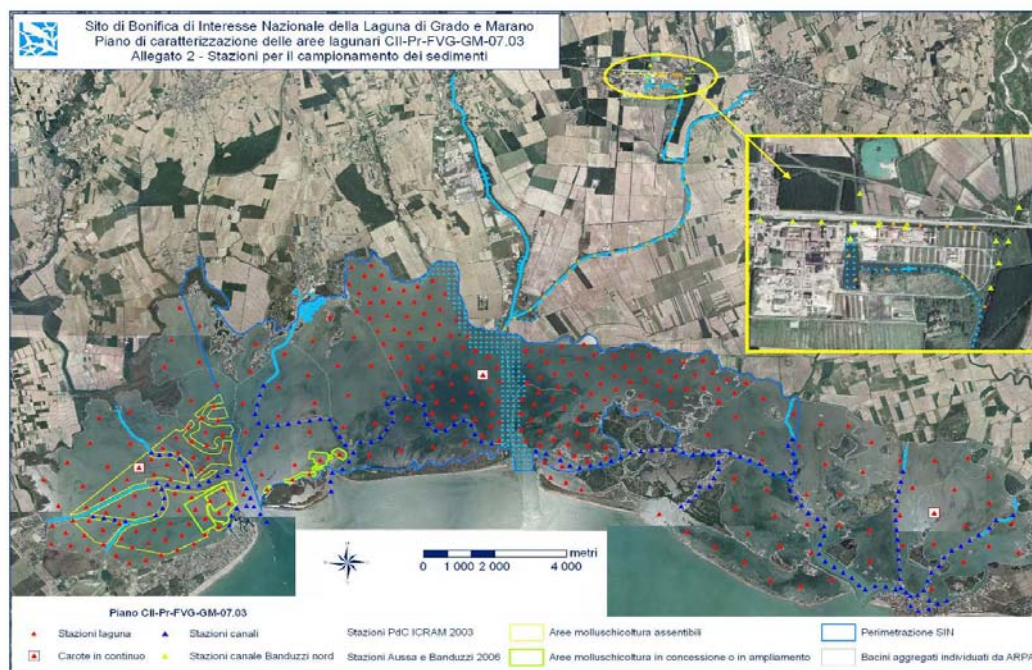 Sito di Bonifica di Interesse Nazionale della Laguna di Grado e Marano
Piano di caratterizzazione delle aree lagunari CII-Pr-FVG-GM-07.03
Allegato 2 - Stazioni per il campionamento dei sedimenti
metri
0 1 000 2 000 4 000
Piano CII-Pr-FVG-GM-07.03
Stazioni laguna
Stazioni canali
Stazioni PdC ICRAM 2003
Aree molluschicoltura assentibili
Perimetrazione SIN
Carote in continuo
Stazioni canale Banduzzi nord
Stazioni Aussa e Banduzzi 2006
Aree molluschicoltura in concessione o in ampliamento
Bacini aggregati individuati da ARPA